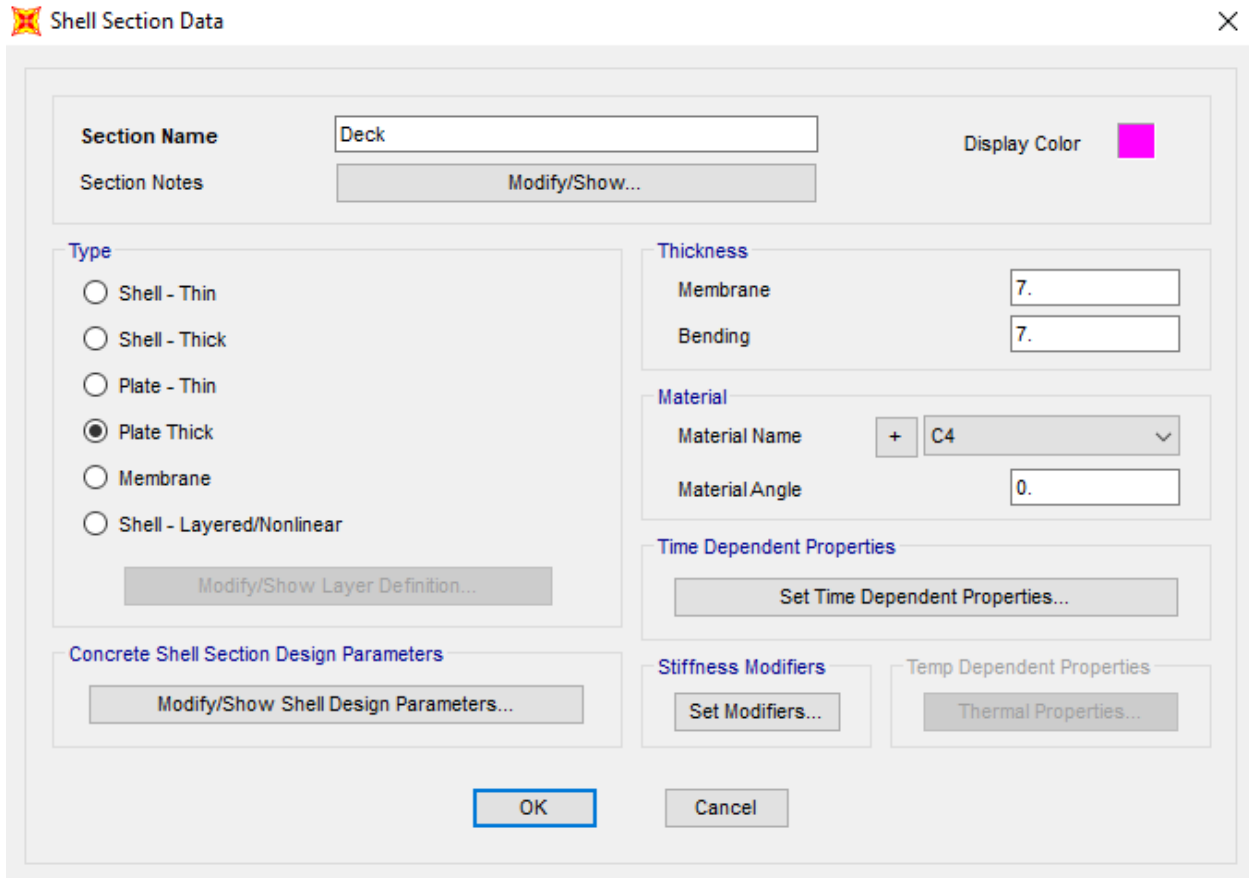 Shell Section Data
Section Name
Deck
Display Color
Section Notes
Modify/Show...
Type
Shell - Thin
Shell - Thick
Plate - Thin
Plate Thick
Membrane
Shell - Layered/Nonlinear
Modify/Show Layer Definition...
Thickness
Membrane
7.
Bending
7.
Material
Material Name
+
C4
Material Angle
0.
Time Dependent Properties
Set Time Dependent Properties...
Concrete Shell Section Design Parameters
Modify/Show Shell Design Parameters...
Stiffness Modifiers
Set Modifiers...
Temp Dependent Properties
Thermal Properties...
OK
Cancel